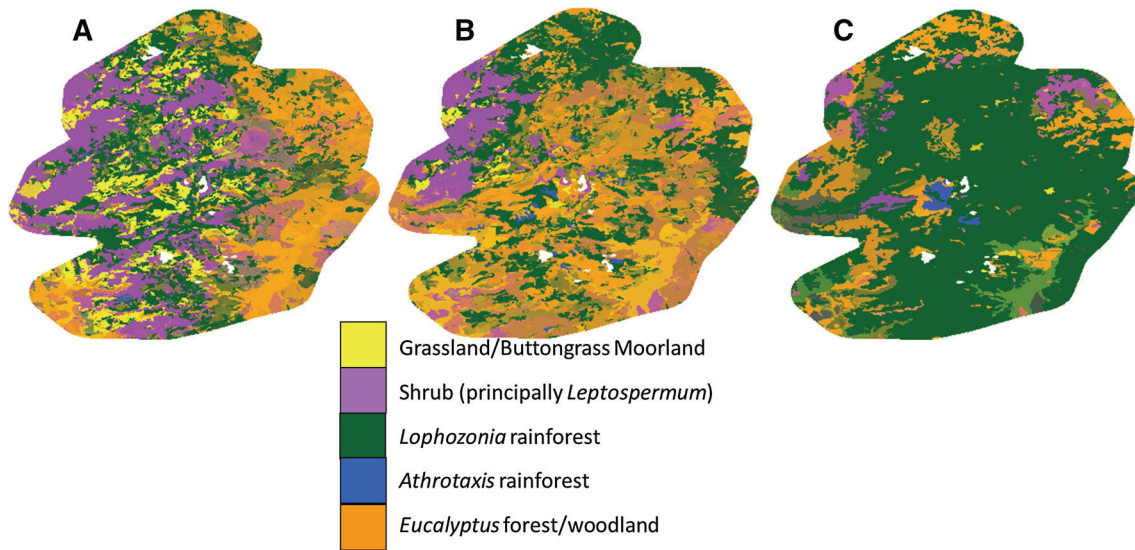 A
B
C
Grassland/Buttongrass Moorland
Shrub (principally Leptospermum)
Lophozonia rainforest
Athrotaxis rainforest
Eucalyptus forest/woodland